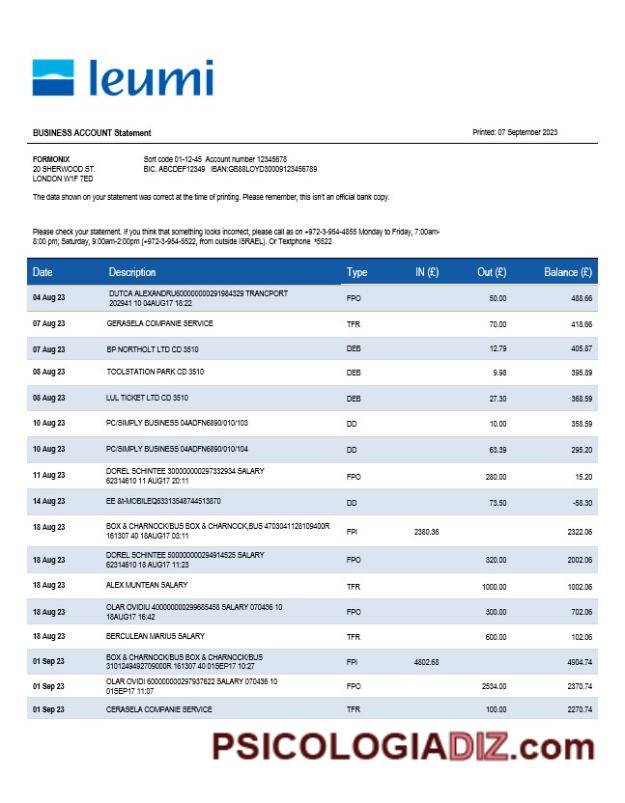 leumi
BUSINESS ACCOUNT Statement Printed: 07 September 2023
FORMONIX Sort code 01-12-45 Account number 12345678
20 SHERWOOD ST. BIC. ABCDEF12349 IBAN:GB88LOYD30009123456789
LONDON W1F 7ED
The data shown on your statement was correct at the time of printing. Please remember, this isn't an official bank copy.
Please check your statement. If you think that something looks incorrect, please call as on +972-3-954-4855 Monday to Friday, 7:00am-
8:00 pm; Saturday, 9:00am-2:00pm (+972-3-954-5522, from outside ISRAEL). Or Textphone *5522
Date Description Type IN (£) Out (£) Balance (£)
04 Aug 23 DUTCA ALEXANDRU600000000291984329 TRANCPORT
202941 10 04AUG17 18:22 FPO 50.00 488.66
07 Aug 23 GERASELA COMPANIE SERVICE TFR 70.00 418.66
07 Aug 23 BP NORTHOLT LTD CD 3510 DEB 12.79 405.87
08 Aug 23 TOOLSTATION PARK CD 3510 DEB 9.98 395.89
08 Aug 23 LUL TICKET LTD CD 3510 DEB 27.30 368.59
10 Aug 23 PC/SIMPLY BUSINESS 04ADFN6890/010/103 DD 10.00 358.59
10 Aug 23 PC/SIMPLY BUSINESS 04ADFN6890/010/104 DD 63.39 295.20
11 Aug 23 DOREL SCHINTEE 300000000297332934 SALARY
62314610 11 AUG17 20:11 FPO 280.00 15.20
14 Aug 23 EE &t-MOBILEQ63313548744513870 DD 73.50 -58.30
18 Aug 23 BOX & CHARNOCK/BUS BOX & CHARNOCK,BUS 4703041128109400R
161307 40 18AUG17 03:11 FPI 2380.36 2322.06
18 Aug 23 DOREL SCHINTEE 500000000294914525 SALARY
62314610 18 AUG17 11:23 FPO 320.00 2002.06
18 Aug 23 ALEX MUNTEAN SALARY TFR 1000.00 1002.06
18 Aug 23 OLAR OVIDIU 400000000299685458 SALARY 070436 10
18AUG17 16:42 FPO 300.00 702.06
18 Aug 23 BERCULEAN MARIUS SALARY TFR 600.00 102.06
01 Sep 23 BOX & CHARNOCK/BUS BOX & CHARNOCK/BUS
3101249492709000R 161307 40 01SEP17 10:27 FPI 4802.68 4904.74
01 Sep 23 OLAR OVIDI 600000000297937622 SALARY 070436 10
01SEP17 11:07 FPO 2534.00 2370.74
01 Sep 23 CERASELA COMPANIE SERVICE TFR 100.00 2270.74
PSICOLOGIADIZ.com